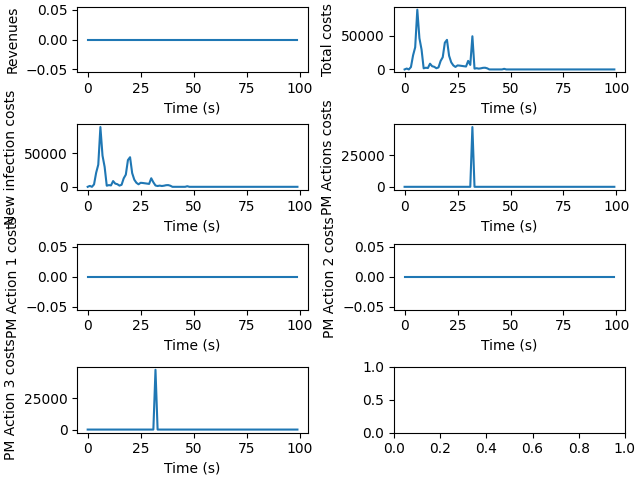 Revenues
0.05
0.00
−0.05
0 25 50 75 100
Time (s)
Total costs
50000
0
0 25 50 75 100
Time (s)
New infection costs
50000
0
0 25 50 75 100
Time (s)
PM Actions costs
25000
0
0 25 50 75 100
Time (s)
PM Action 1 costs
0.05
0.00
−0.05
0 25 50 75 100
Time (s)
PM Action 2 costs
0.05
0.00
−0.05
0 25 50 75 100
Time (s)
PM Action 3 costs
25000
0
0 25 50 75 100
Time (s)
1.0
0.5
0.0
0.0 0.2 0.4 0.6 0.8 1.0